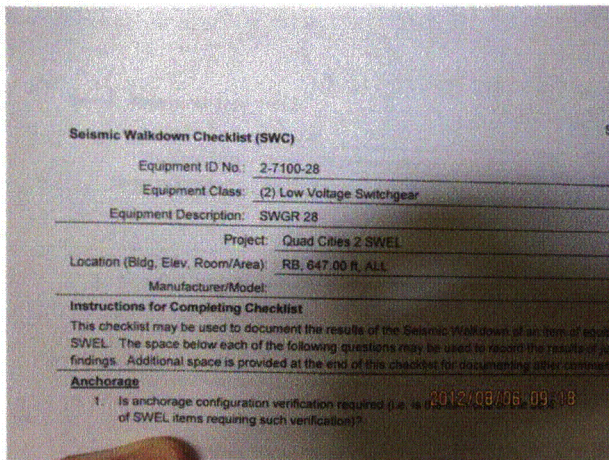 Seismic Walkdown Checklist (SWC)
Equipment ID No.: 2-7100-28
Equipment Class: (2) Low Voltage Switchgear
Equipment Description: SWGR 28
Project: Quad Cities 2 SWEL
Location (Bldg, Elev, Room/Area): RB, 647.00 ft, ALL
Manufacturer/Model:
Instructions for Completing Checklist
This checklist may be used to document the results of the Seismic Walkdown of an item of
SWEL. The space below each of the following questions may be used to record the results of
findings. Additional space is provided at the end of this checklist for documenting other
Anchorage
1. Is anchorage configuration verification required (i.e. is
of SWEL items requiring such verification)?
2012/08/06 09:18